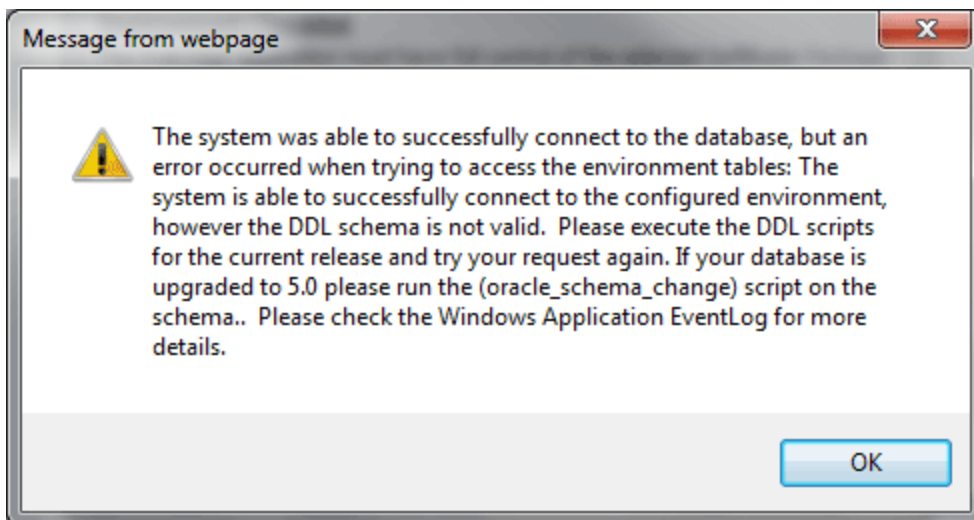 Message from webpage
The system was able to successfully connect to the database, but an
error occurred when trying to access the environment tables: The
system is able to successfully connect to the configured environment,
however the DDL schema is not valid.  Please execute the DDL scripts
for the current release and try your request again. If your database is
upgraded to 5.0 please run the (oracle_schema_change) script on the
schema..  Please check the Windows Application EventLog for more
details.
OK